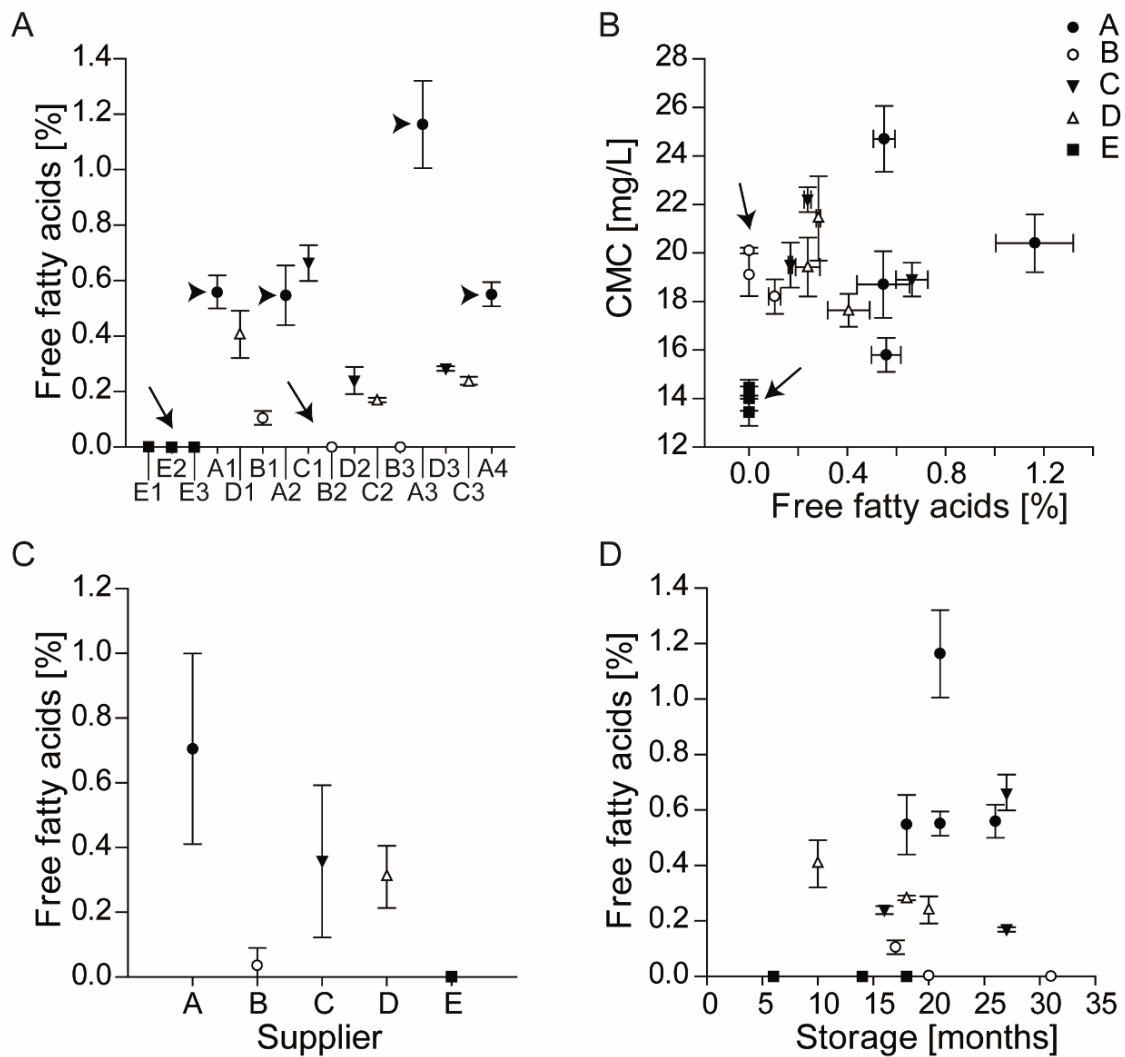 A
Free fatty acids [%]
1.4
1.2
1.0
0.8
0.6
0.4
0.2
0.0
E2 A1 B1 C1 D2 B3 D3 A4
E1 E3 D1 A2 B2 C2 A3 C3
B
A
B
C
D
E
CMC [mg/L]
28
26
24
22
20
18
16
14
12
0.0 0.4 0.8 1.2
Free fatty acids [%]
C
Free fatty acids [%]
1.2
1.0
0.8
0.6
0.4
0.2
0.0
A B C D E
Supplier
D
Free fatty acids [%]
1.4
1.2
1.0
0.8
0.6
0.4
0.2
0.0
0 5 10 15 20 25 30 35
Storage [months]